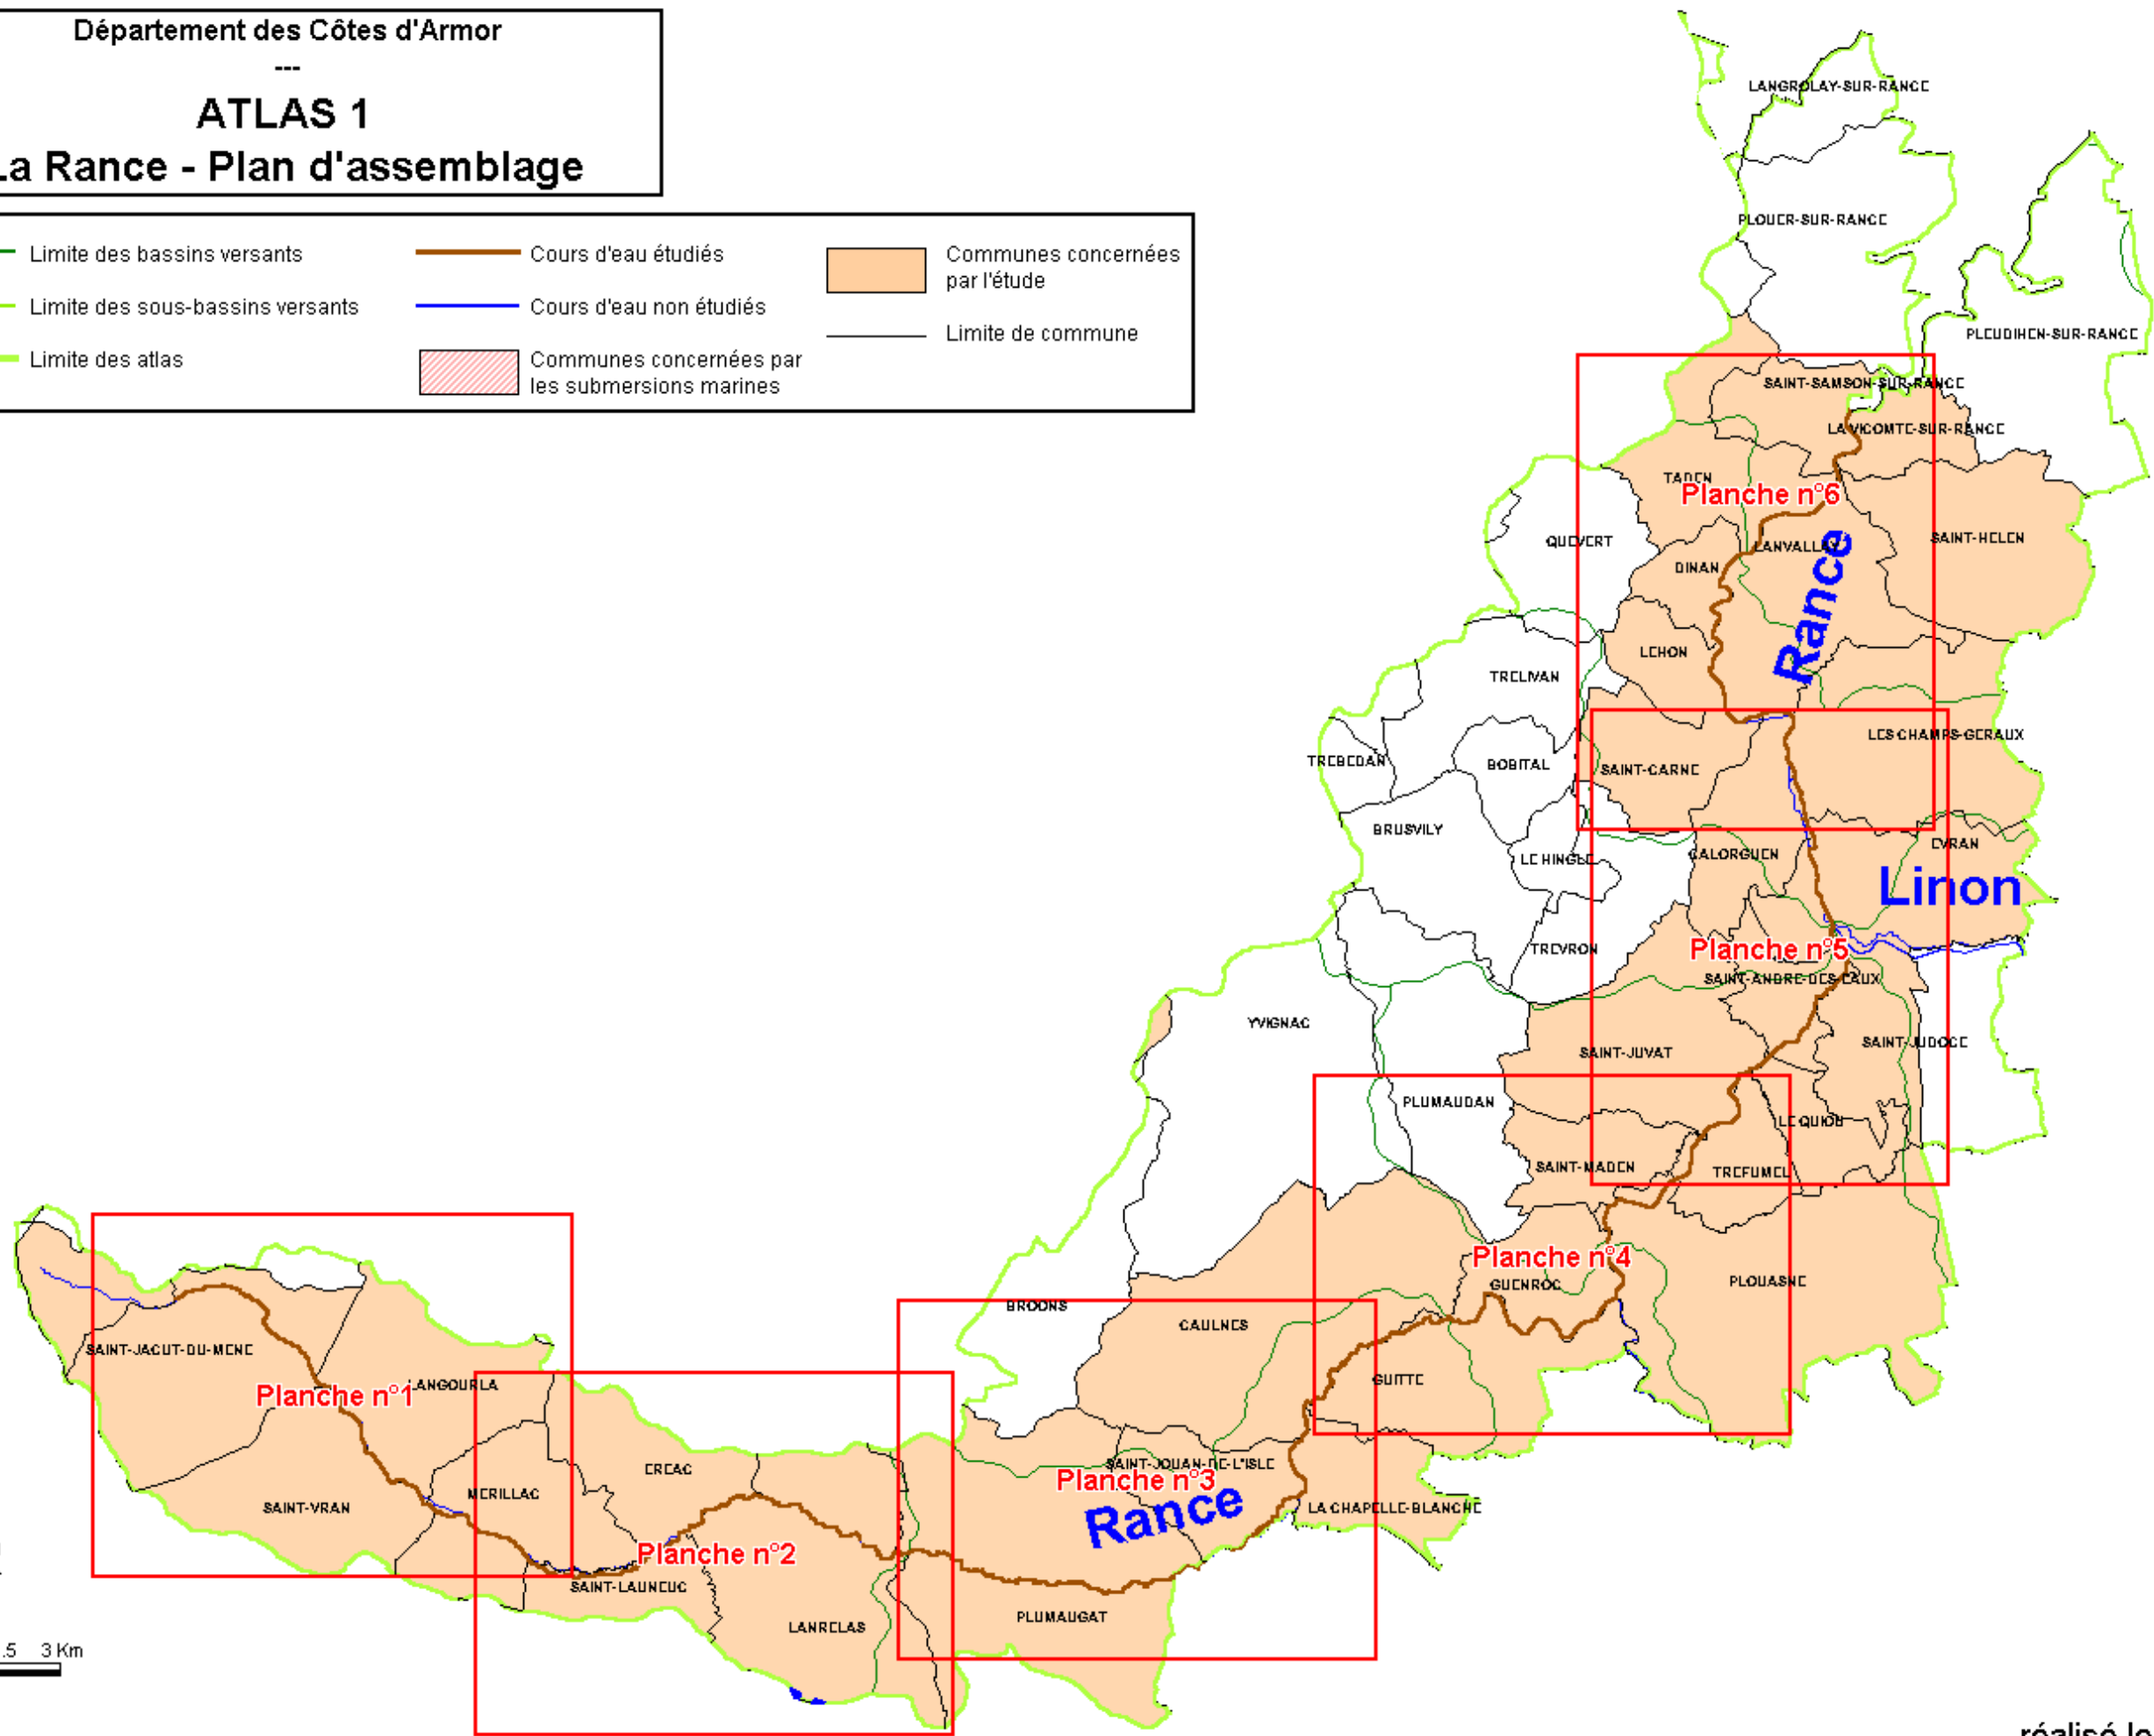 Département des Côtes d'Armor
---
ATLAS 1
La Rance - Plan d'assemblage
Limite des bassins versants
Limite des sous-bassins versants
Limite des atlas
Cours d'eau étudiés
Cours d'eau non étudiés
Communes concernées par
les submersions marines
Communes concernées
par l'étude
Limite de commune
LANGROLAY-SUR-RANCE
PLOUER-SUR-RANCE
PLEUDIHEN-SUR-RANCE
SAINT-SAMSON-SUR-RANCE
LA VICOMTE-SUR-RANCE
TADEN
Planche n°6
QUEVERT
LANVALLAY
SAINT-HELEN
DINAN
Rance
LEHON
TRELIVAN
LES CHAMPS-GERAUX
TREBEDAN
BOBITAL
SAINT-CARNE
BRUSVILY
LE HINGLE
CALORGUEN
EVRAN
Linon
TREVRON
Planche n°5
SAINT-ANDRE-DES-EAUX
YVIGNAC
SAINT-JUVAT
SAINT-JUDOCE
PLUMAUDAN
LE QUIOU
SAINT-MADEN
TREFUMEL
Planche n°4
GUENROC
PLOUASNE
BROONS
CAULNES
SAINT-JACUT-DU-MENE
GUITTE
Planche n°1
LANGOURLA
EREAC
SAINT-JOUAN-DE-L'ISLE
Planche n°3
MERILLAC
SAINT-VRAN
Rance
LA CHAPELLE-BLANCHE
Planche n°2
SAINT-LAUNEUC
PLUMAUGAT
LANRELAS
.5 3 Km
réalisé le